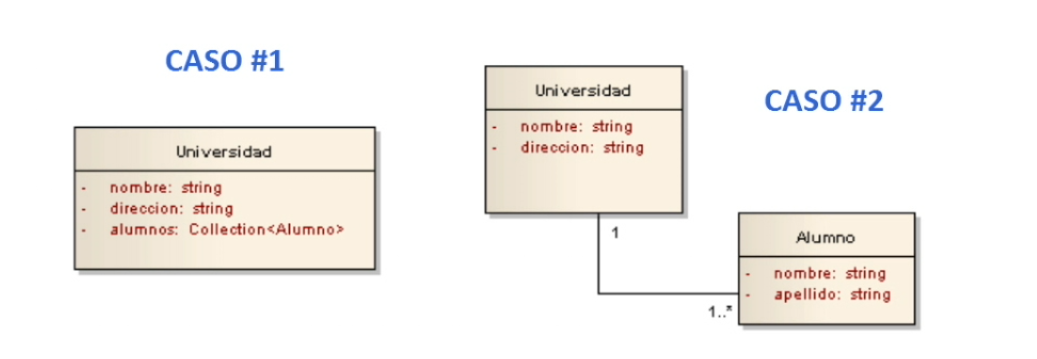 CASO #1
Universidad
- nombre: string
- direccion: string
- alumnos: Collection<Alumno>
CASO #2
Universidad
- nombre: string
- direccion: string
1
1..*
Alumno
- nombre: string
- apellido: string